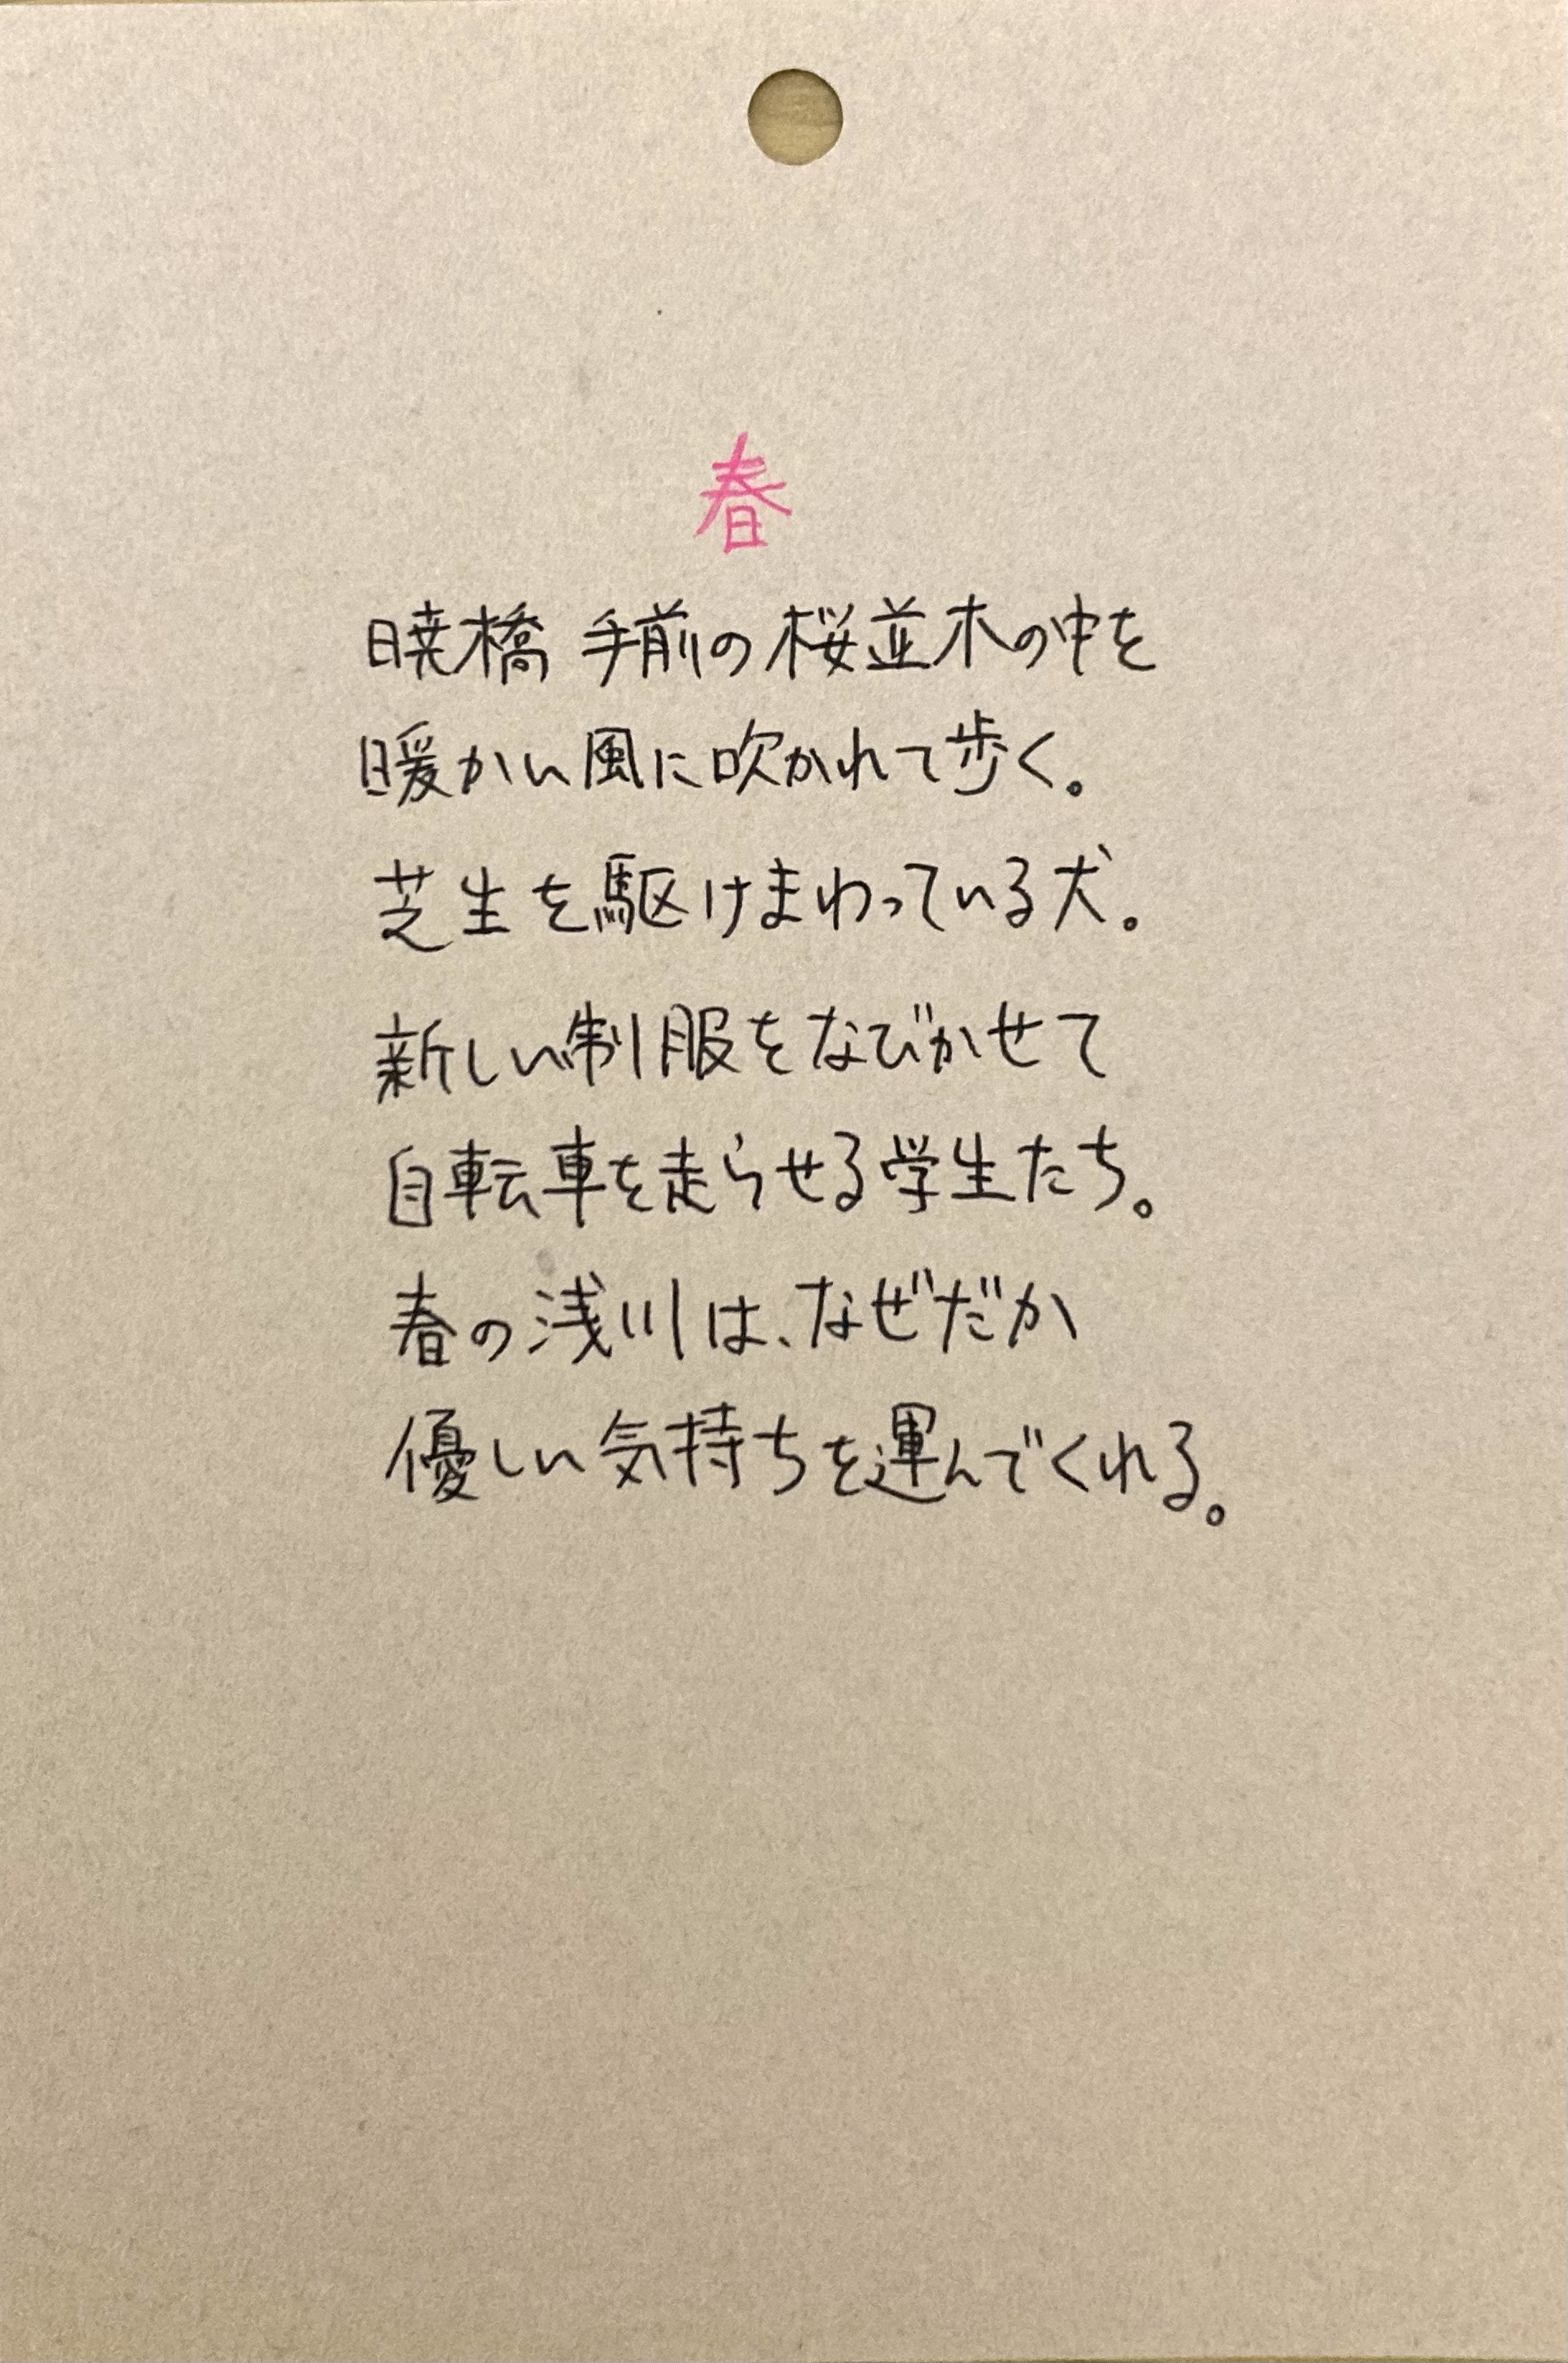 春
暁橋 手前の桜並木の中を
暖かい風に吹かれて歩く。
芝生を駆けまわっている犬。
新しい制服をなびかせて
自転車を走らせる学生たち。
春の浅川は、なぜだか
優しい気持ちを運んでくれる。